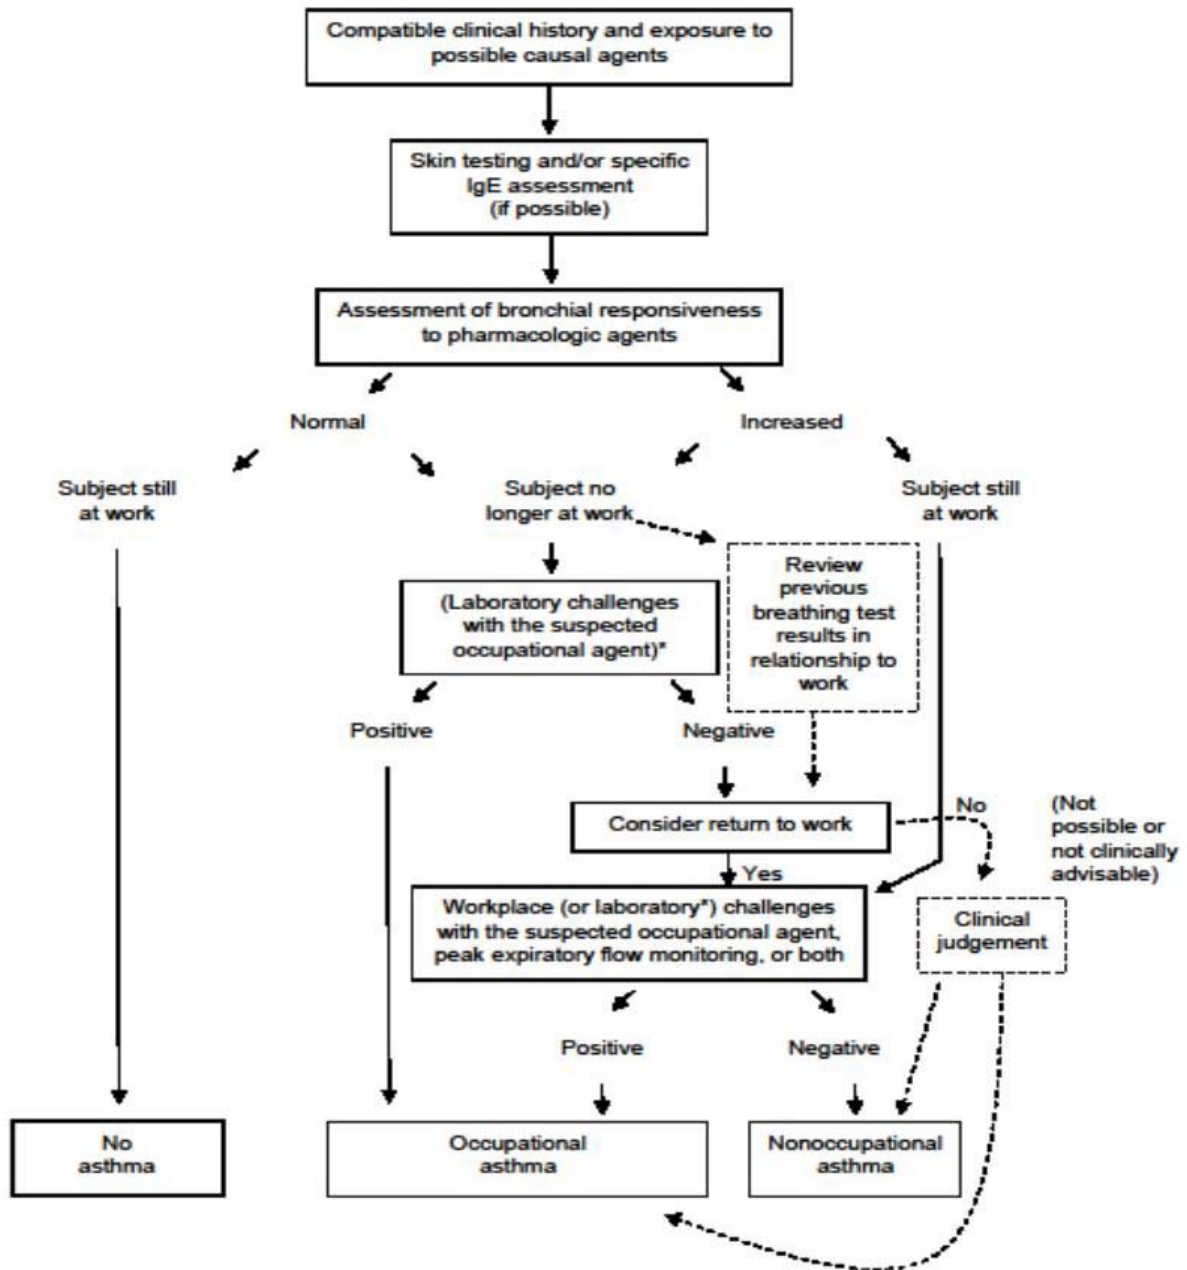 Compatible clinical history and exposure to
possible causal agents
Skin testing and/or specific
IgE assessment
(if possible)
Assessment of bronchial responsiveness
to pharmacologic agents
Normal
Increased
Subject still
at work
Subject no
longer at work
Subject still
at work
(Laboratory challenges
with the suspected
occupational agent)*
Review
previous
breathing test
results in
relationship to
work
Positive
Negative
Consider return to work
No
(Not
possible or
not clinically
advisable)
Yes
Workplace (or laboratory*) challenges
with the suspected occupational agent,
peak expiratory flow monitoring, or both
Clinical
judgement
Positive
Negative
No
asthma
Occupational
asthma
Nonoccupational
asthma